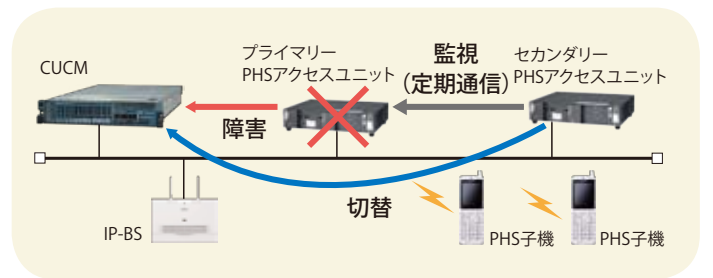 CUCM
プライマリー
PHSアクセスユニット
監視
（定期通信）
セカンダリー
PHSアクセスユニット
障害
切替
IP-BS
PHS子機
PHS子機